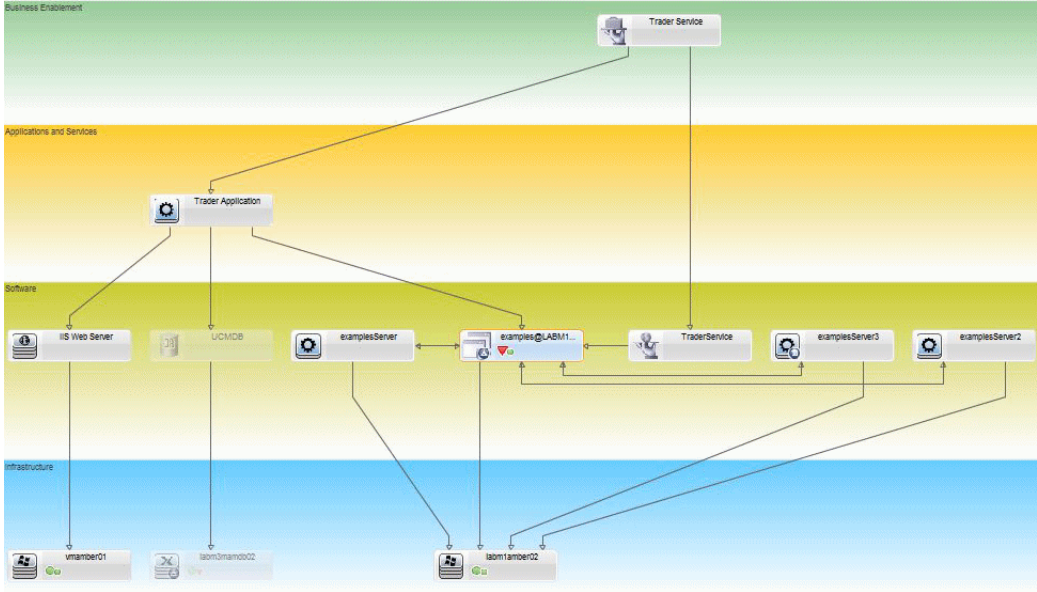 Business Enablement
Trader Service
Applications and Services
Trader Application
Software
IIS Web Server
UCMDB
examplesServer
examples@LABM1...
TraderService
examplesServer3
examplesServer2
Infrastructure
vmamber01
labm3mamdb02
labm1amber02